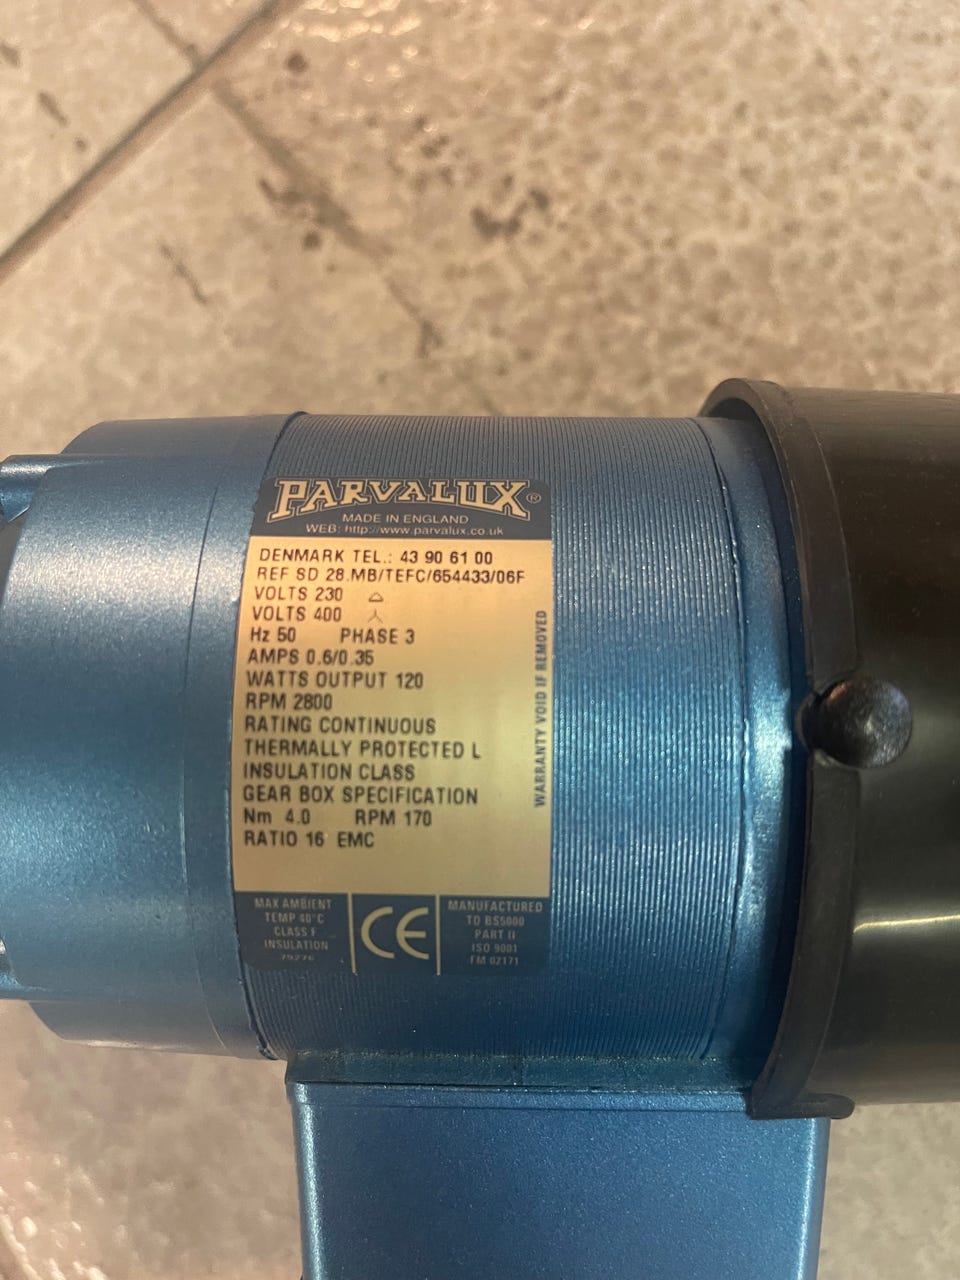 PARVALUX®
MADE IN ENGLAND
WEB: http://www.parvalux.co.uk
DENMARK TEL.: 43 90 61 00
REF SD 28.MB/TEFC/654433/06F
VOLTS 230
VOLTS 400
Hz 50 PHASE 3
AMPS 0.6/0.35
WATTS OUTPUT 120
RPM 2800
RATING CONTINUOUS
THERMALLY PROTECTED L
INSULATION CLASS
GEAR BOX SPECIFICATION
Nm 4.0 RPM 170
RATIO 16 EMC
WARRANTY VOID IF REMOVED
MAX AMBIENT
TEMP 40°C
CLASS F
INSULATION
CE
MANUFACTURED
TO BS5000
PART II
ISO 9001
FM 02171